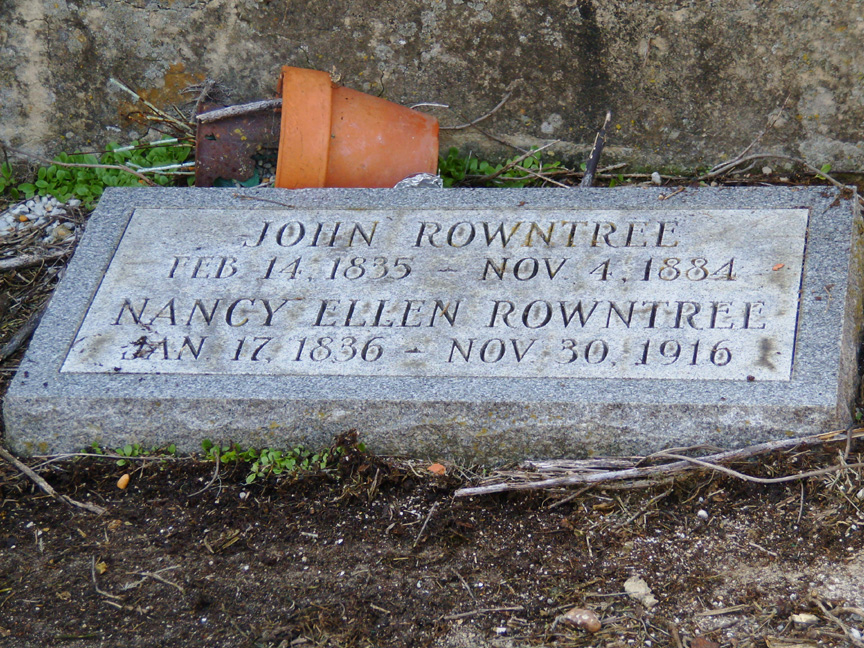 JOHN ROWNTREE
FEB 14, 1835 - NOV 4, 1884
NANCY ELLEN ROWNTREE
JAN 17, 1836 - NOV 30, 1916